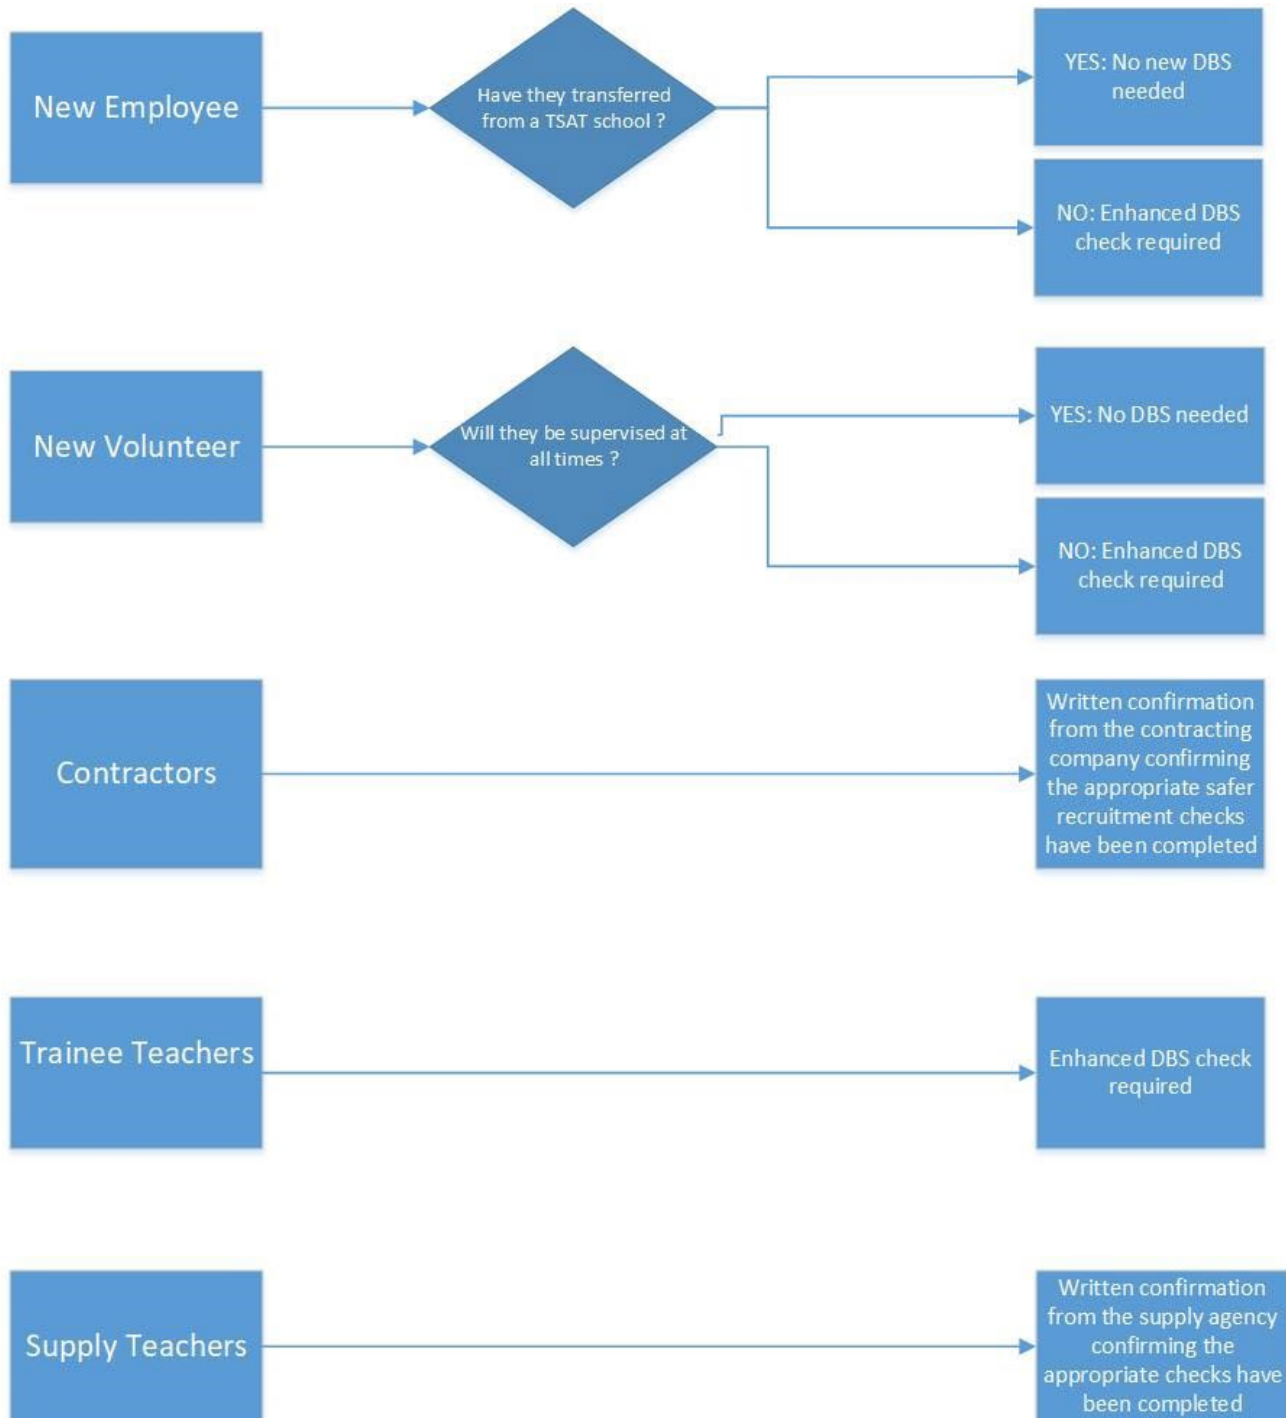 New Employee
Have they transferred
from a TSAT school ?
YES: No new DBS
needed
NO: Enhanced DBS
check required
New Volunteer
Will they be supervised at
all times ?
YES: No DBS needed
NO: Enhanced DBS
check required
Contractors
Written confirmation
from the contracting
company confirming
the appropriate safer
recruitment checks
have been completed
Trainee Teachers
Enhanced DBS check
required
Supply Teachers
Written confirmation
from the supply agency
confirming the
appropriate checks have
been completed